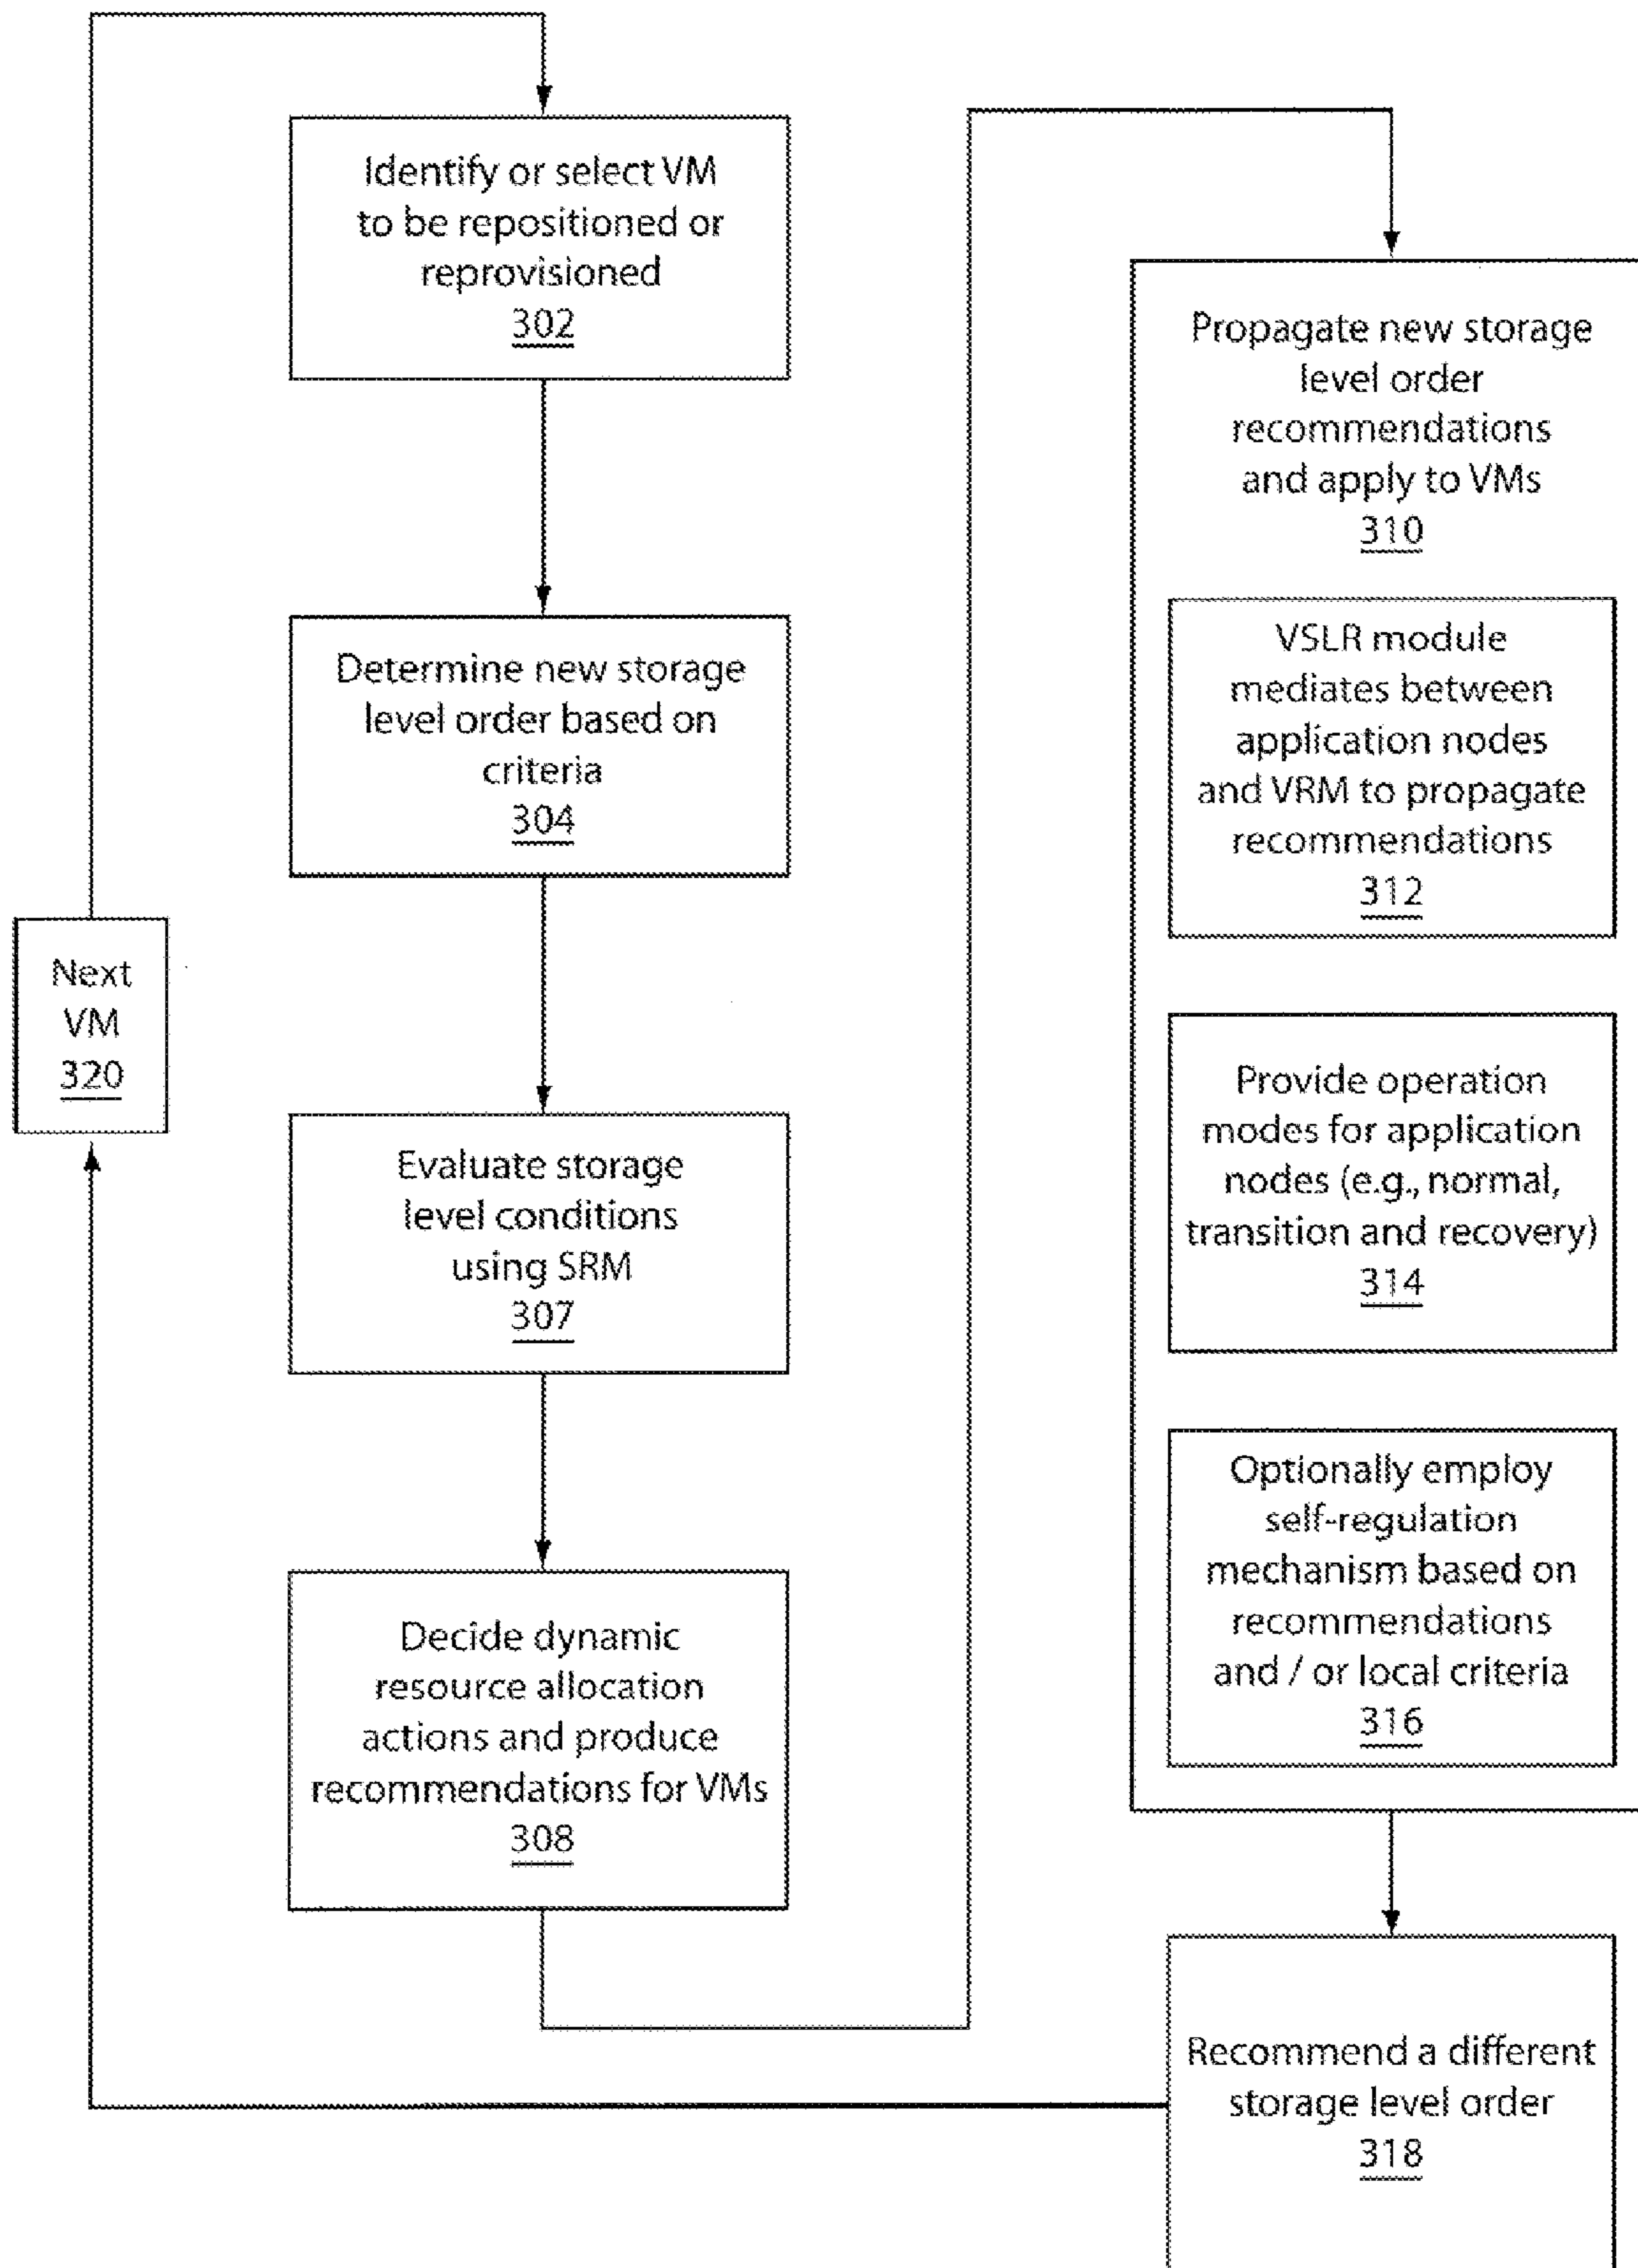 Identify or select VM
to be repositioned or
reprovisioned
302
Determine new storage
level order based on
criteria
304
Next
VM
320
Evaluate storage
level conditions
using SRM
307
Decide dynamic
resource allocation
actions and produce
recommendations for VMs
308
Propagate new storage
level order
recommendations
and apply to VMs
310
VSLR module
mediates between
application nodes
and VRM to propagate
recommendations
312
Provide operation
modes for application
nodes (e.g., normal,
transition and recovery)
314
Optionally employ
self-regulation
mechanism based on
recommendations
and / or local criteria
316
Recommend a different
storage level order
318